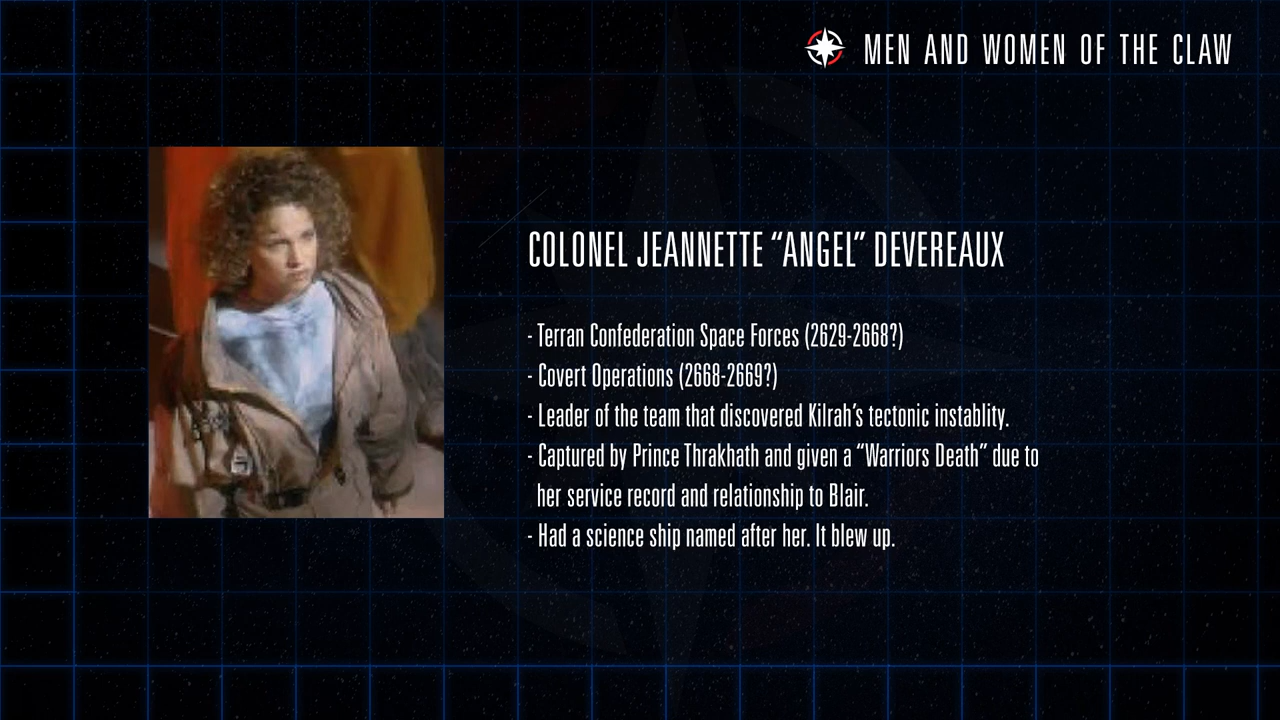 MEN AND WOMEN OF THE CLAW
COLONEL JEANNETTE “ANGEL” DEVEREAUX
- Terran Confederation Space Forces (2629-2668?)
- Covert Operations (2668-2669?)
- Leader of the team that discovered Kilrah’s tectonic instablity.
- Captured by Prince Thrakhath and given a “Warriors Death” due to
her service record and relationship to Blair.
- Had a science ship named after her. It blew up.